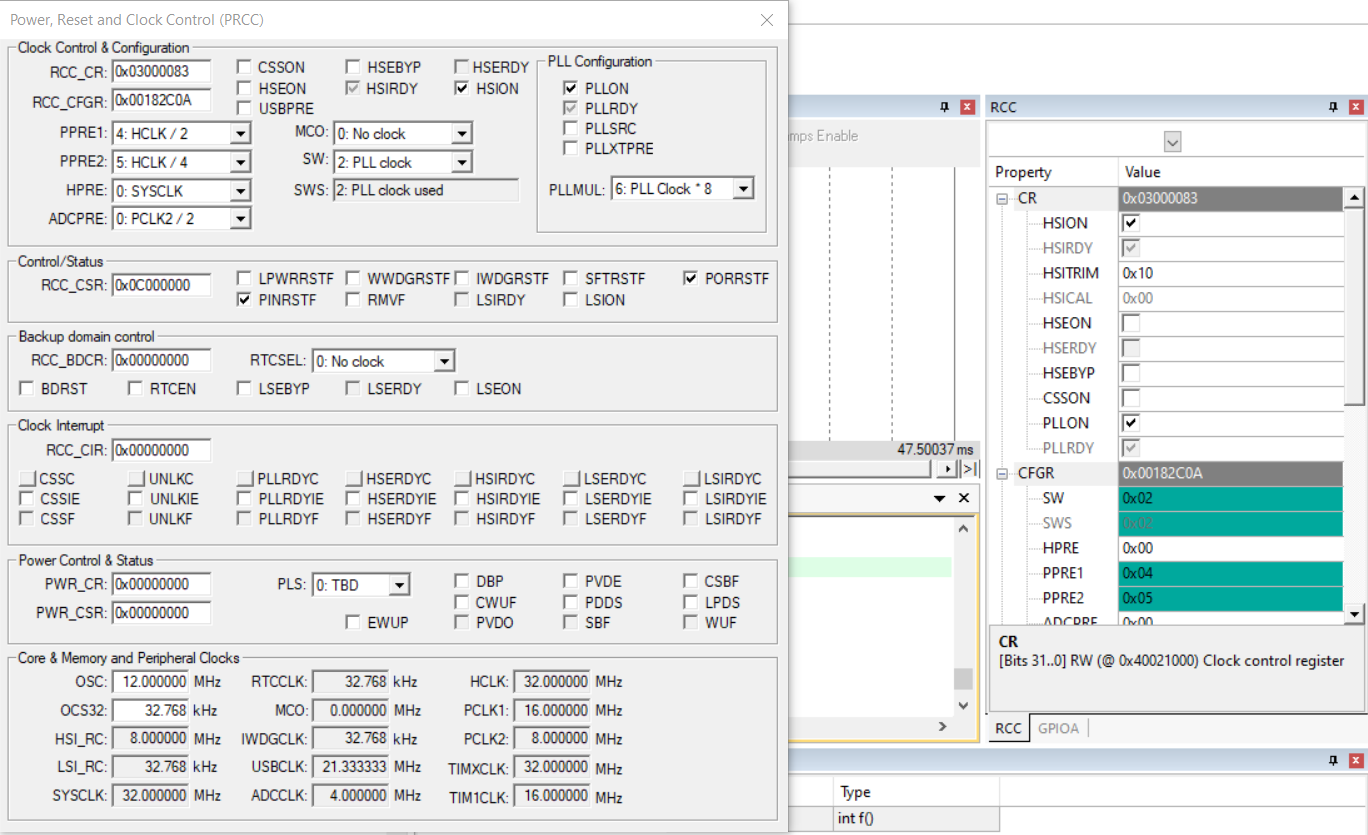 Power, Reset and Clock Control (PRCC)
Clock Control & Configuration
RCC_CR: 0x03000083
RCC_CFGR: 0x00182C0A
CSSON HSEBYP HSERDY
HSEON HSIRDY HSION
USBPRE
PPRE1: 4: HCLK / 2
PPRE2: 5: HCLK / 4
HPRE: 0: SYSCLK
ADCPRE: 0: PCLK2 / 2
MCO: 0: No clock
SW: 2: PLL clock
SWS: 2: PLL clock used
PLL Configuration
PLLON
PLLRDY
PLLSRC
PLLXTPRE
PLLMUL: 6: PLL Clock * 8
Control/Status
RCC_CSR: 0x0C000000
LPWRRSTF WWDGRSTF IWDGRSTF SFTRSTF PORRSTF
PINRSTF RMVF LSIRDY LSION
Backup domain control
RCC_BDCR: 0x00000000 RTCSEL: 0: No clock
BDRST RTCEN LSEBYP LSERDY LSEON
Clock Interrupt
RCC_CIR: 0x00000000
CSSC UNLKC PLLRDYC HSERDYC HSIRDYC LSERDYC LSIRDYC
CSSIE UNLKIE PLLRDYIE HSERDYIE HSIRDYIE LSERDYIE LSIRDYIE
CSSF UNLKF PLLRDYF HSERDYF HSIRDYF LSERDYF LSIRDYF
Power Control & Status
PWR_CR: 0x00000000 PLS: 0: TBD DBP PVDE CSBF
PWR_CSR: 0x00000000 CWUF PDDS LPDS
EWUP PVDO SBF WUF
Core & Memory and Peripheral Clocks
OSC: 12.000000 MHz RTCCLK: 32.768 kHz HCLK: 32.000000 MHz
OCS32: 32.768 kHz MCO: 0.000000 MHz PCLK1: 16.000000 MHz
HSI_RC: 8.000000 MHz IWDGCLK: 32.768 kHz PCLK2: 8.000000 MHz
LSI_RC: 32.768 kHz USBCLK: 21.333333 MHz TIMXCLK: 32.000000 MHz
SYSCLK: 32.000000 MHz ADCCLK: 4.000000 MHz TIM1CLK: 16.000000 MHz
mps Enable
47.50037 ms
RCC
Property Value
CR 0x03000083
HSION
HSIRDY
HSITRIM 0x10
HSICAL 0x00
HSEON
HSERDY
HSEBYP
CSSON
PLLON
PLLRDY
CFGR 0x00182C0A
SW 0x02
SWS 0x02
HPRE 0x00
PPRE1 0x04
PPRE2 0x05
ADCPRE 0x00
CR
[Bits 31..0] RW (@ 0x40021000) Clock control register
RCC GPIOA
Type
int f()